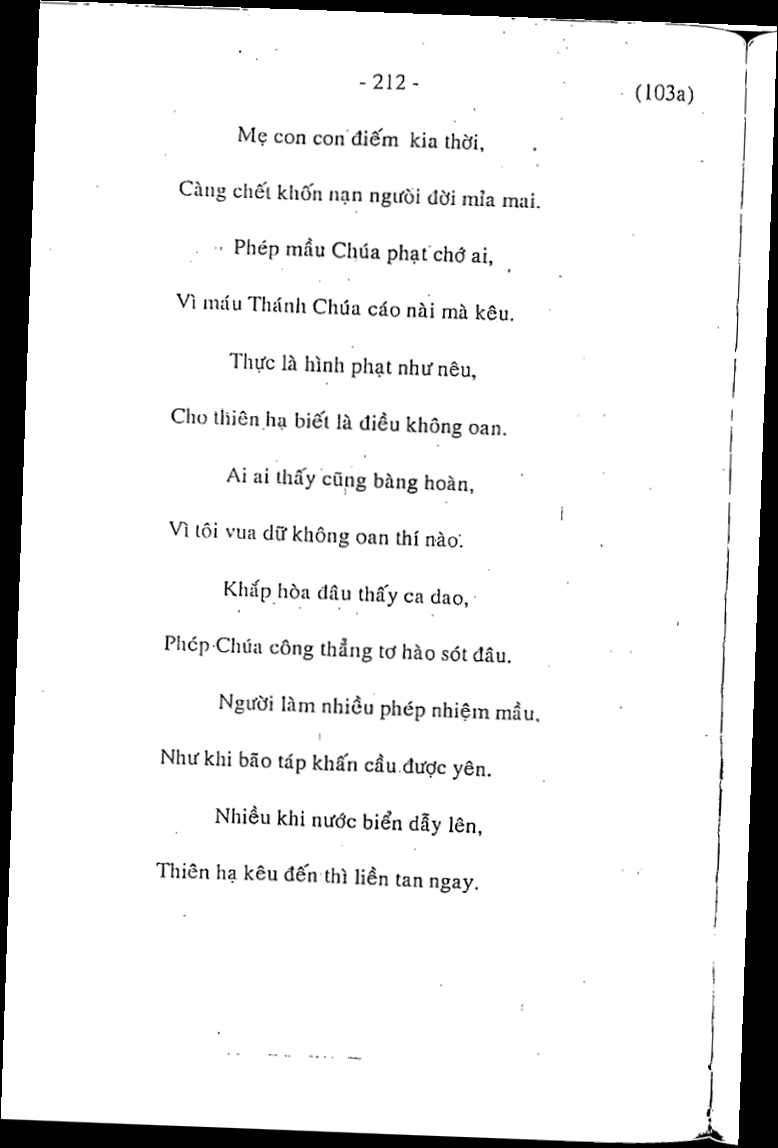 - 212 -
(103a)
Mẹ con con điếm kia thời,
Càng chết khốn nạn người đời mỉa mai.
Phép mầu Chúa phạt chớ ai,
Vì máu Thánh Chúa cáo nài mà kêu.
Thực là hình phạt như nêu,
Cho thiên hạ biết là điều không oan.
Ai ai thấy cũng bàng hoàn,
Vì tôi vua dữ không oan thí nào.
Khắp hòa đâu thấy ca dao,
Phép Chúa công thẳng tơ hào sót đâu.
Người làm nhiều phép nhiệm mầu,
Như khi bão táp khấn cầu được yên.
Nhiều khi nước biển dẫy lên,
Thiên hạ kêu đến thì liền tan ngay.